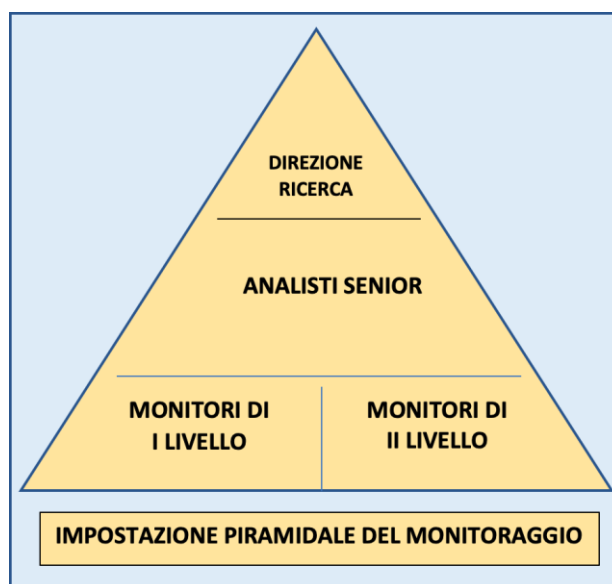 DIREZIONE
RICERCA
ANALISTI SENIOR
MONITORI DI
I LIVELLO
MONITORI DI
II LIVELLO
IMPOSTAZIONE PIRAMIDALE DEL MONITORAGGIO